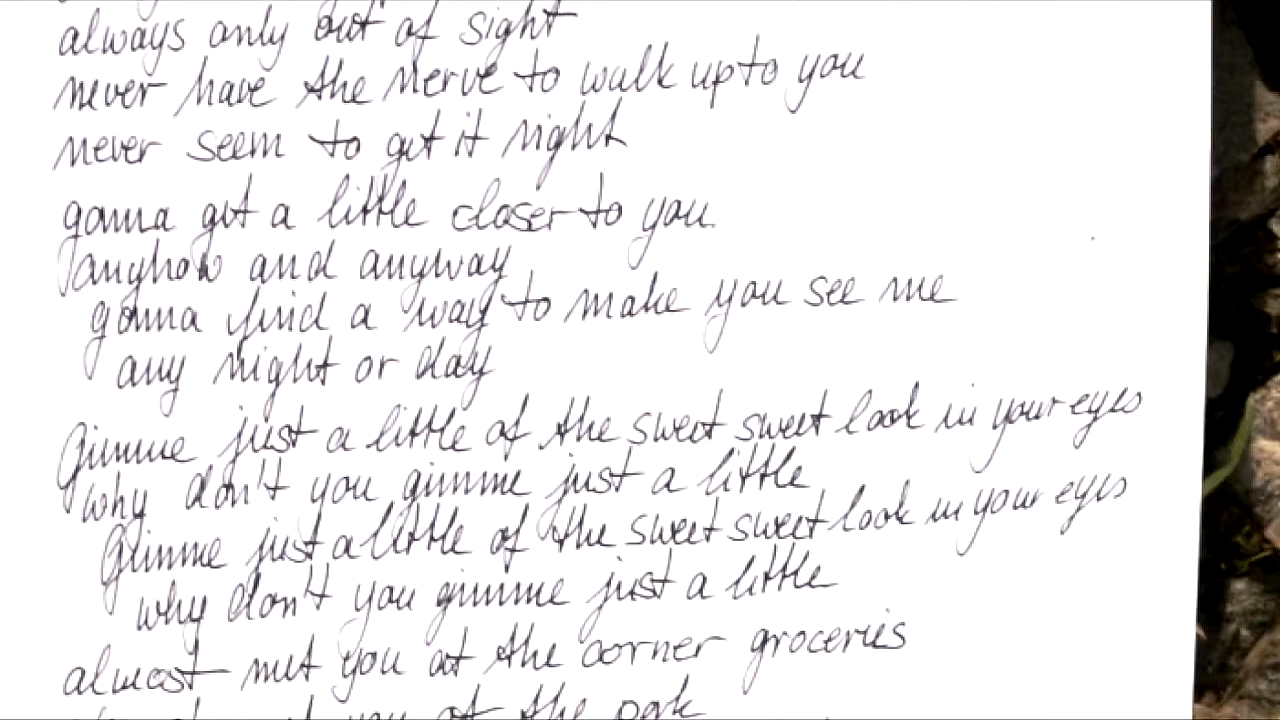 always only out of sight
never have the nerve to walk up to you
never seem to get it right
gonna get a little closer to you
anyhow and anyway
gonna find a way to make you see me
any night or day
Gimme just a little of the sweet sweet look in your eyes
why don't you gimme just a little
Gimme just a little of the sweet sweet look in your eyes
why don't you gimme just a little
almost met you at the corner groceries
you at the